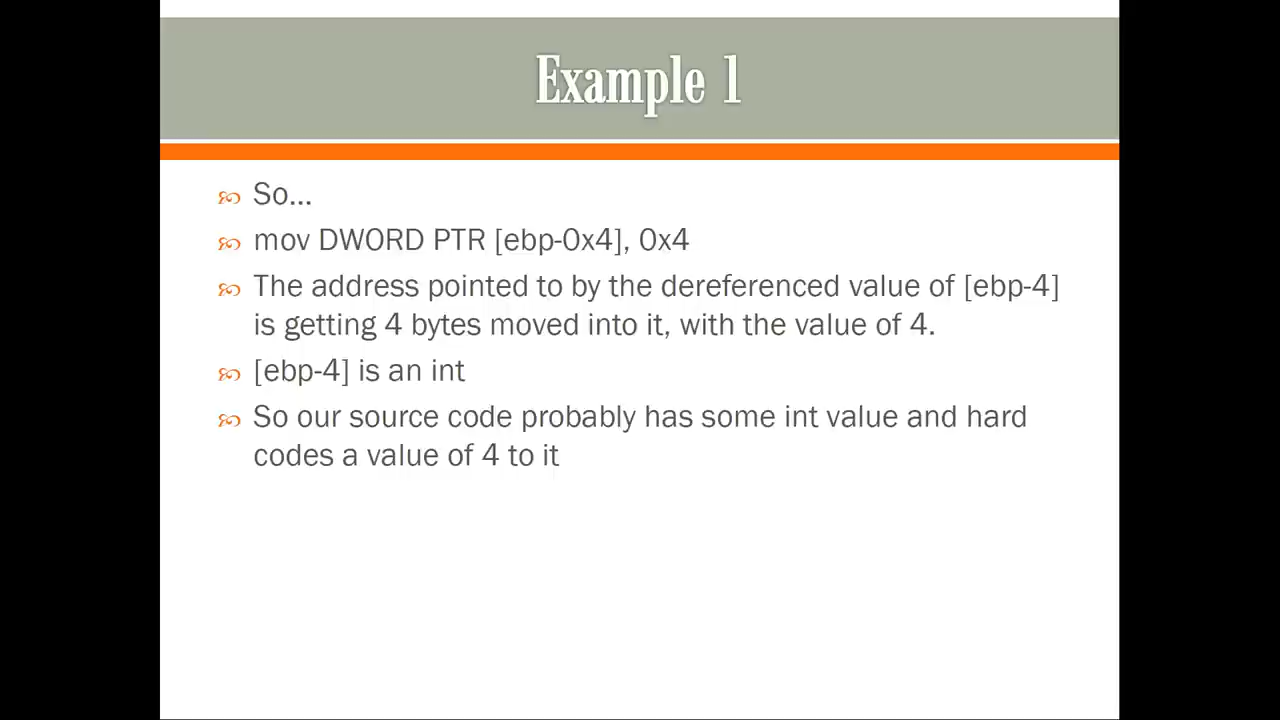 Example 1
So...
mov DWORD PTR [ebp-0x4], 0x4
The address pointed to by the dereferenced value of [ebp-4]
is getting 4 bytes moved into it, with the value of 4.
[ebp-4] is an int
So our source code probably has some int value and hard
codes a value of 4 to it